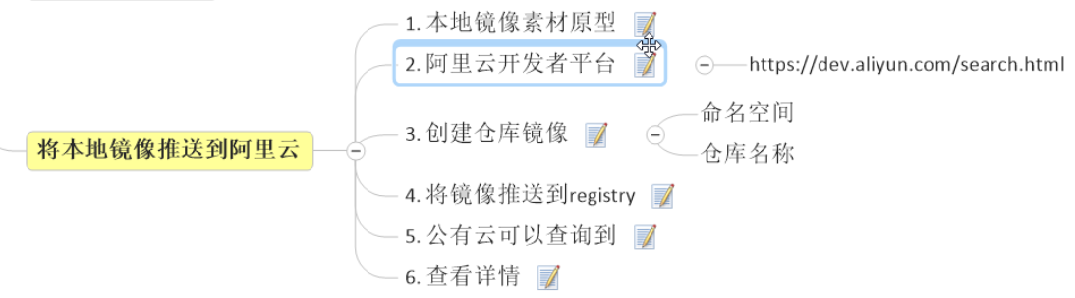 1. 本地镜像素材原型
2. 阿里云开发者平台
https://dev.aliyun.com/search.html
将本地镜像推送到阿里云
3. 创建仓库镜像
命名空间
仓库名称
4. 将镜像推送到registry
5. 公有云可以查询到
6. 查看详情